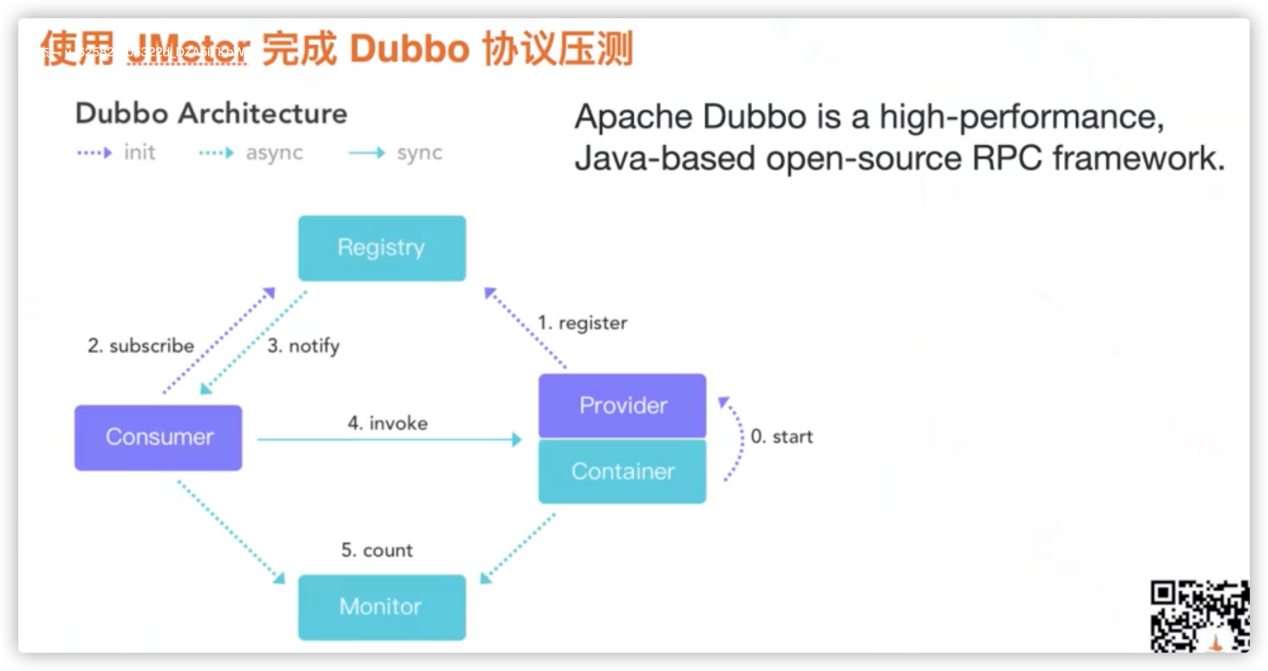 使用 JMeter 完成 Dubbo 协议压测
Dubbo Architecture
init
async
sync
Apache Dubbo is a high-performance,
Java-based open-source RPC framework.
Registry
1. register
2. subscribe
3. notify
Provider
Consumer
4. invoke
0. start
Container
5. count
Monitor